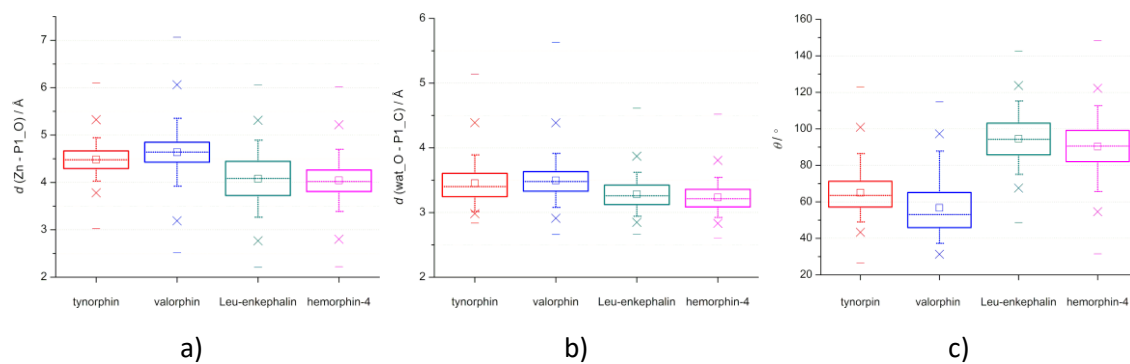 d (Zn - P1_O) / Å
7
6
5
4
3
2
tynorphin valorphin Leu-enkephalin hemorphin-4
a)
d (wat_O - P1_C) / Å
6
5
4
3
2
tynorphin valorphin Leu-enkephalin hemorphin-4
b)
θ / °
160
140
120
100
80
60
40
20
tynorpin valorphin Leu-enkephalin hemorphin-4
c)